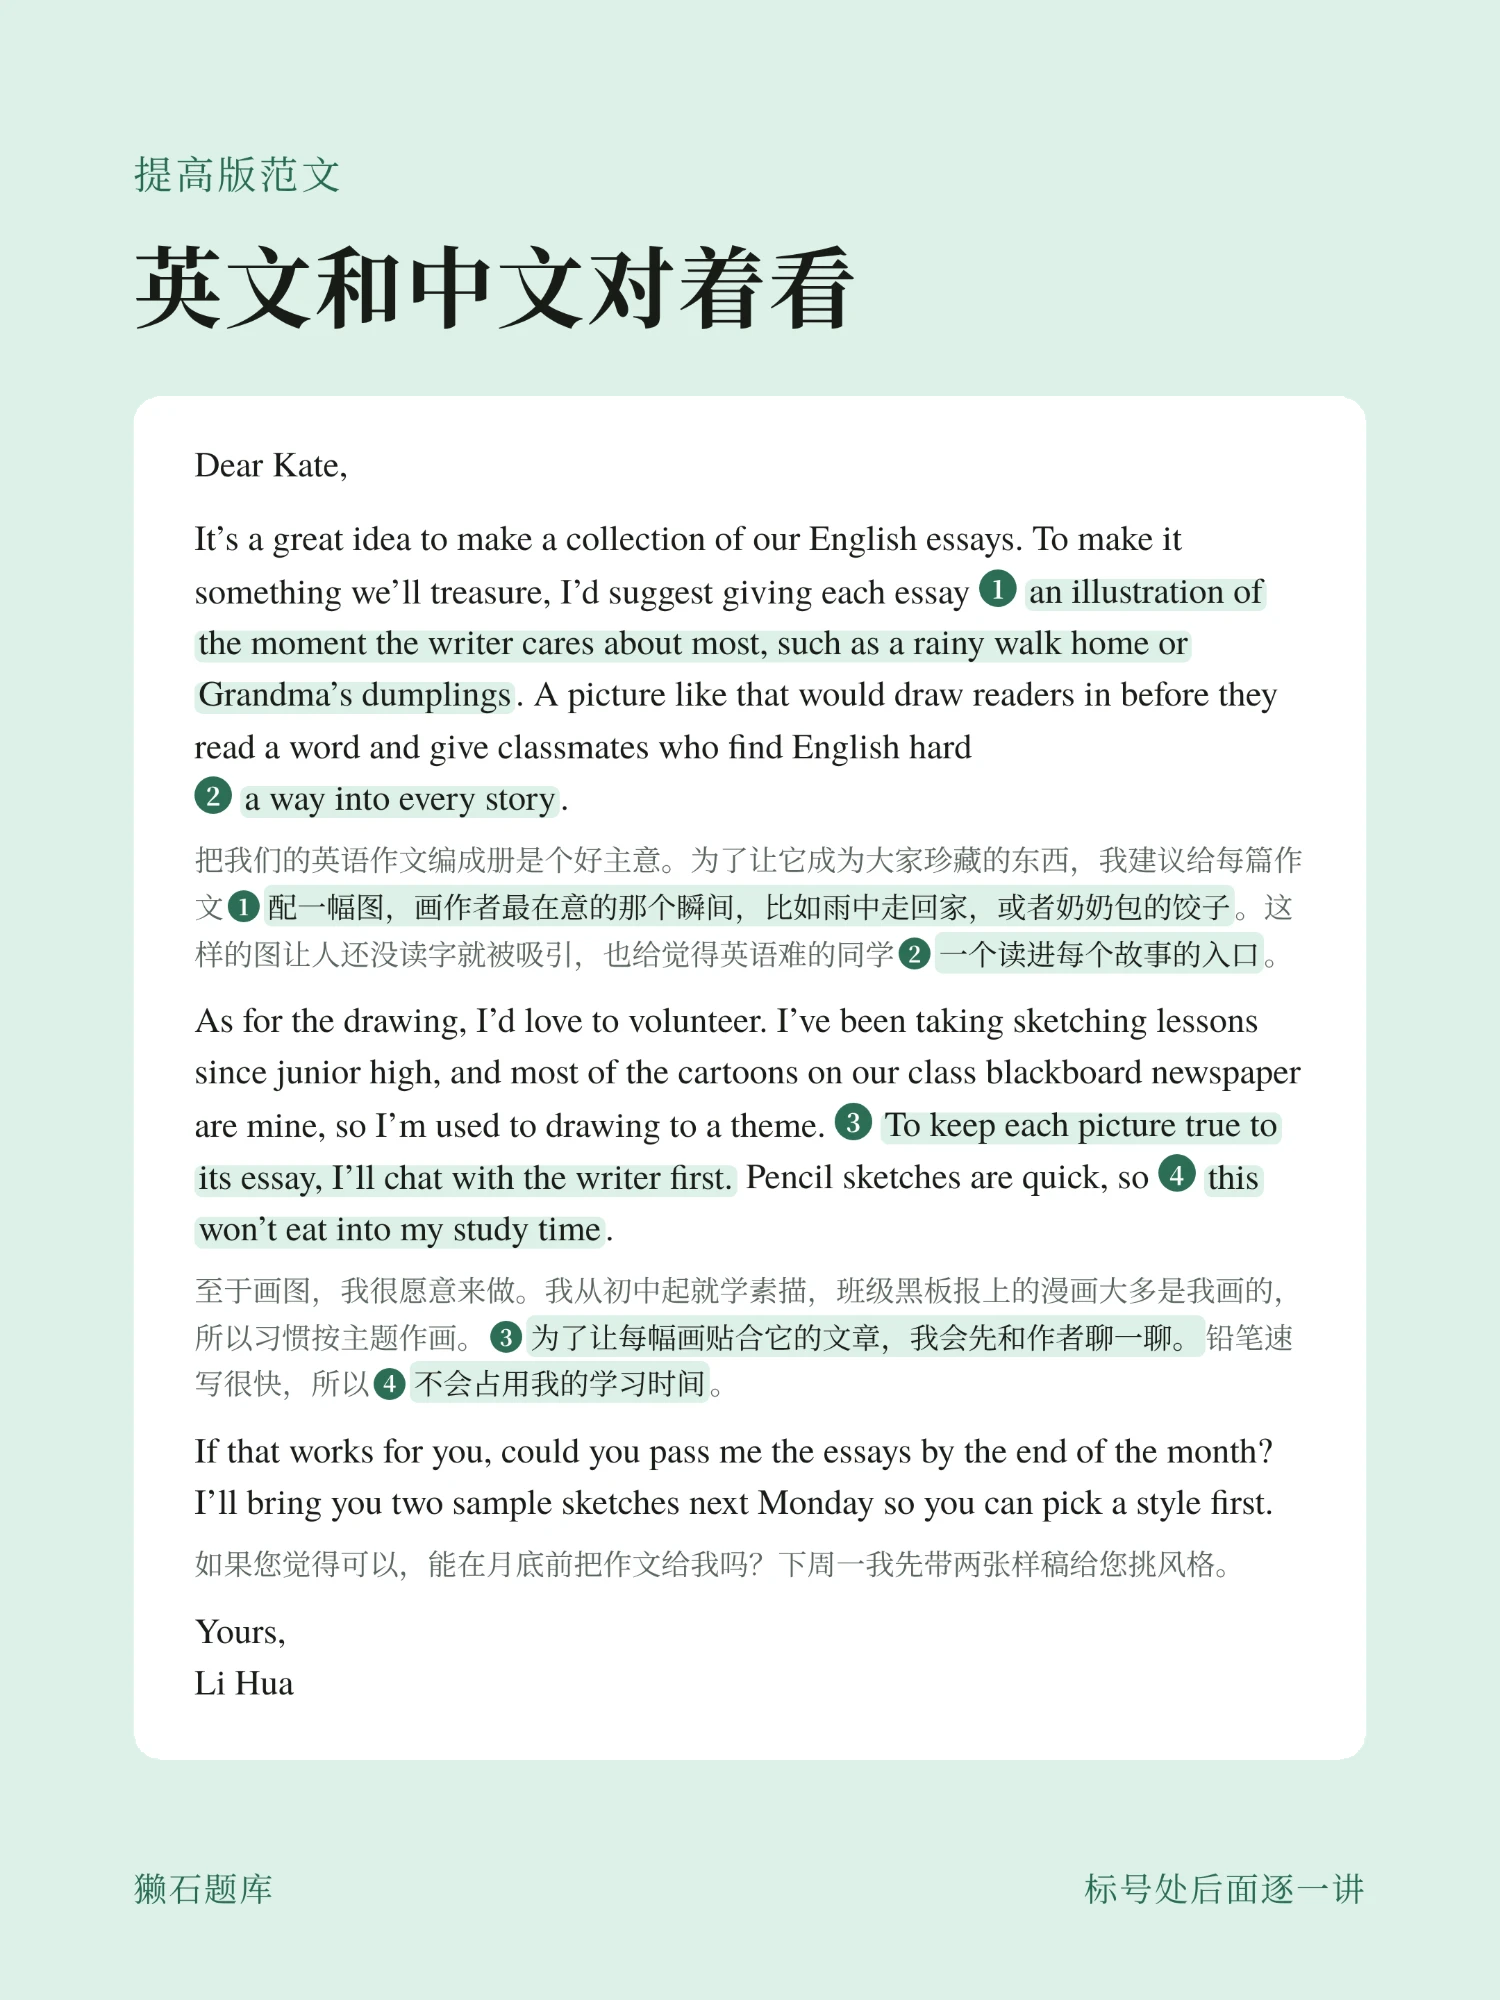 提高版范文
英文和中文对着看
Dear Kate,
It’s a great idea to make a collection of our English essays. To make it
something we’ll treasure, I’d suggest giving each essay 1 an illustration of
the moment the writer cares about most, such as a rainy walk home or
Grandma’s dumplings. A picture like that would draw readers in before they
read a word and give classmates who find English hard
2 a way into every story.
把我们的英语作文编成册是个好主意。为了让它成为大家珍藏的东西，我建议给每篇作
文1配一幅图，画作者最在意的那个瞬间，比如雨中走回家，或者奶奶包的饺子。这
样的图让人还没读字就被吸引，也给觉得英语难的同学2一个读进每个故事的入口。
As for the drawing, I’d love to volunteer. I’ve been taking sketching lessons
since junior high, and most of the cartoons on our class blackboard newspaper
are mine, so I’m used to drawing to a theme. 3 To keep each picture true to
its essay, I’ll chat with the writer first. Pencil sketches are quick, so 4 this
won’t eat into my study time.
至于画图，我很愿意来做。我从初中起就学素描，班级黑板报上的漫画大多是我画的，
所以习惯按主题作画。3为了让每幅画贴合它的文章，我会先和作者聊一聊。铅笔速
写很快，所以4不会占用我的学习时间。
If that works for you, could you pass me the essays by the end of the month?
I’ll bring you two sample sketches next Monday so you can pick a style first.
如果您觉得可以，能在月底前把作文给我吗？下周一我先带两张样稿给您挑风格。
Yours,
Li Hua
獭石题库
标号处后面逐一讲